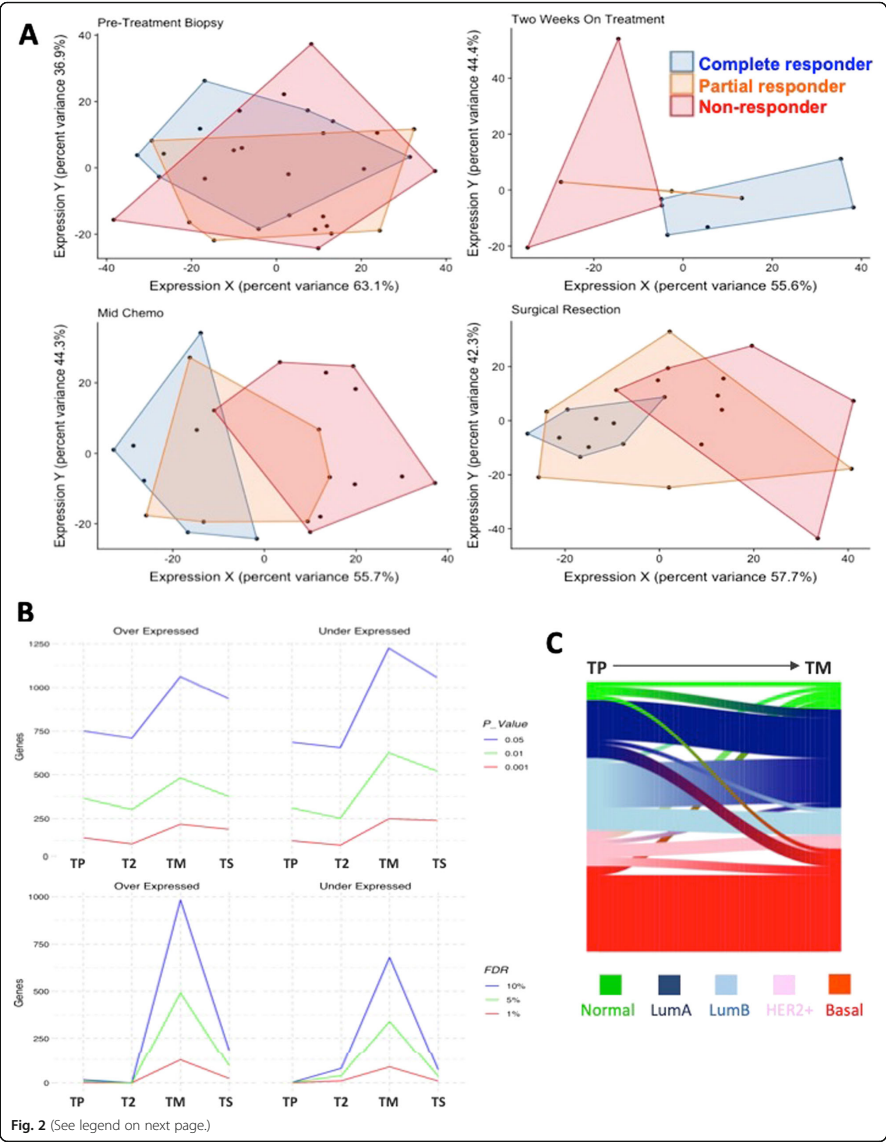 A
Pre-Treatment Biopsy
Expression Y (percent variance 36.9%)
40
20
0
-20
-40
-20
0
20
40
Expression X (percent variance 63.1%)
Two Weeks On Treatment
Expression Y (percent variance 44.4%)
40
20
0
-20
-20
0
20
40
Expression X (percent variance 55.6%)
Complete responder
Partial responder
Non-responder
Mid Chemo
Expression Y (percent variance 44.3%)
20
0
-20
-20
0
20
40
Expression X (percent variance 55.7%)
Surgical Resection
Expression Y (percent variance 42.3%)
20
0
-20
-40
-20
0
20
40
Expression X (percent variance 57.7%)
B
Over Expressed
Under Expressed
Genes
1250
1000
750
500
250
0
TP T2 TM TS
TP T2 TM TS
P_Value
0.05
0.01
0.001
Over Expressed
Under Expressed
Genes
1000
750
500
250
0
TP T2 TM TS
TP T2 TM TS
FDR
10%
5%
1%
C
TP TM
Normal LumA LumB HER2+ Basal
Fig. 2 (See legend on next page.)